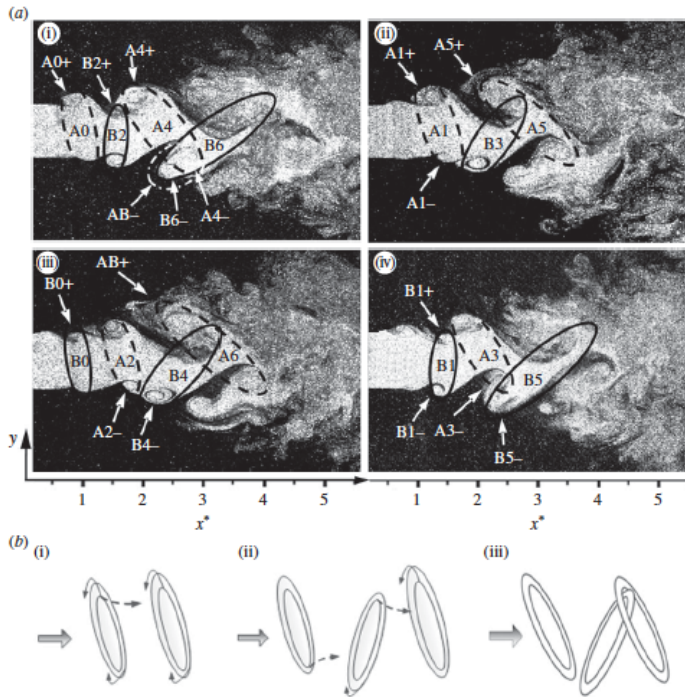 (a)
(i)
A0+
B2+
A4+
A0
B2
A4
B6
AB–
B6–
A4–
(ii)
A1+
A5+
A1
B3
A5
A1–
(iii)
B0+
AB+
B0
A2
B4
A6
A2–
B4–
(iv)
B1+
B1
A3
B5
B1–
A3–
B5–
y
1 2 3 4 5
x*
1 2 3 4 5
x*
(b)
(i)
(ii)
(iii)